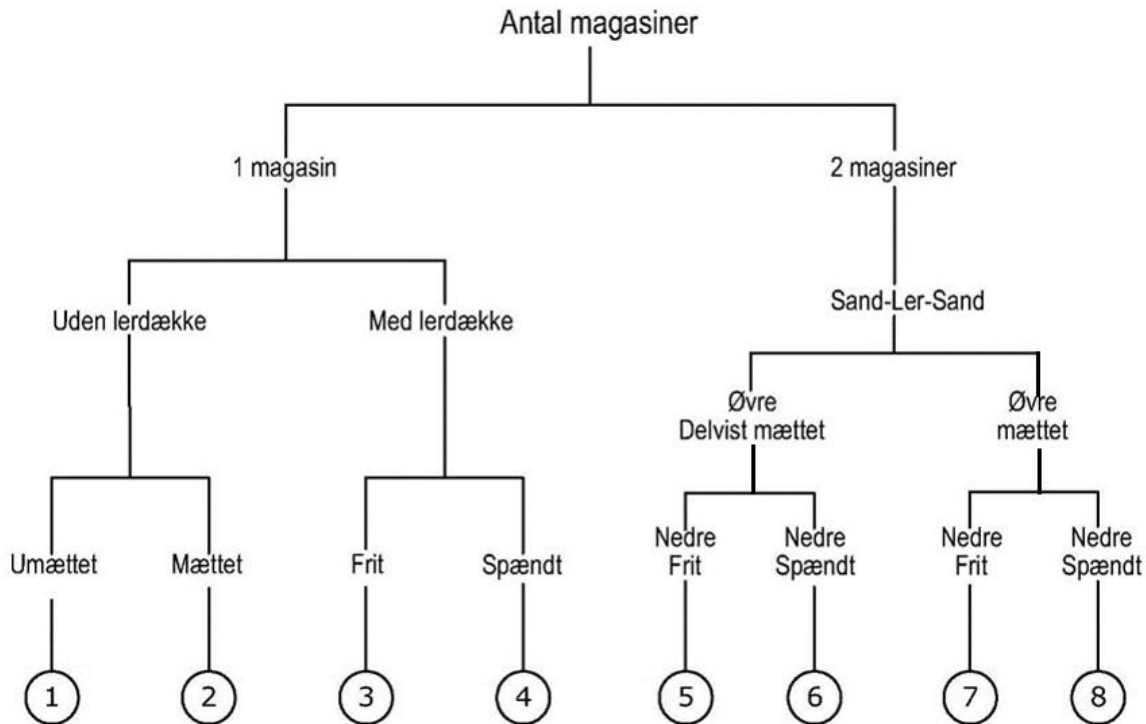 Antal magasiner
1 magasin
2 magasiner
Uden lerdække
Med lerdække
Sand-Ler-Sand
Øvre
Delvist mættet
Øvre
mættet
Umættet
Mættet
Frit
Spændt
Nedre
Frit
Nedre
Spændt
Nedre
Frit
Nedre
Spændt
1
2
3
4
5
6
7
8